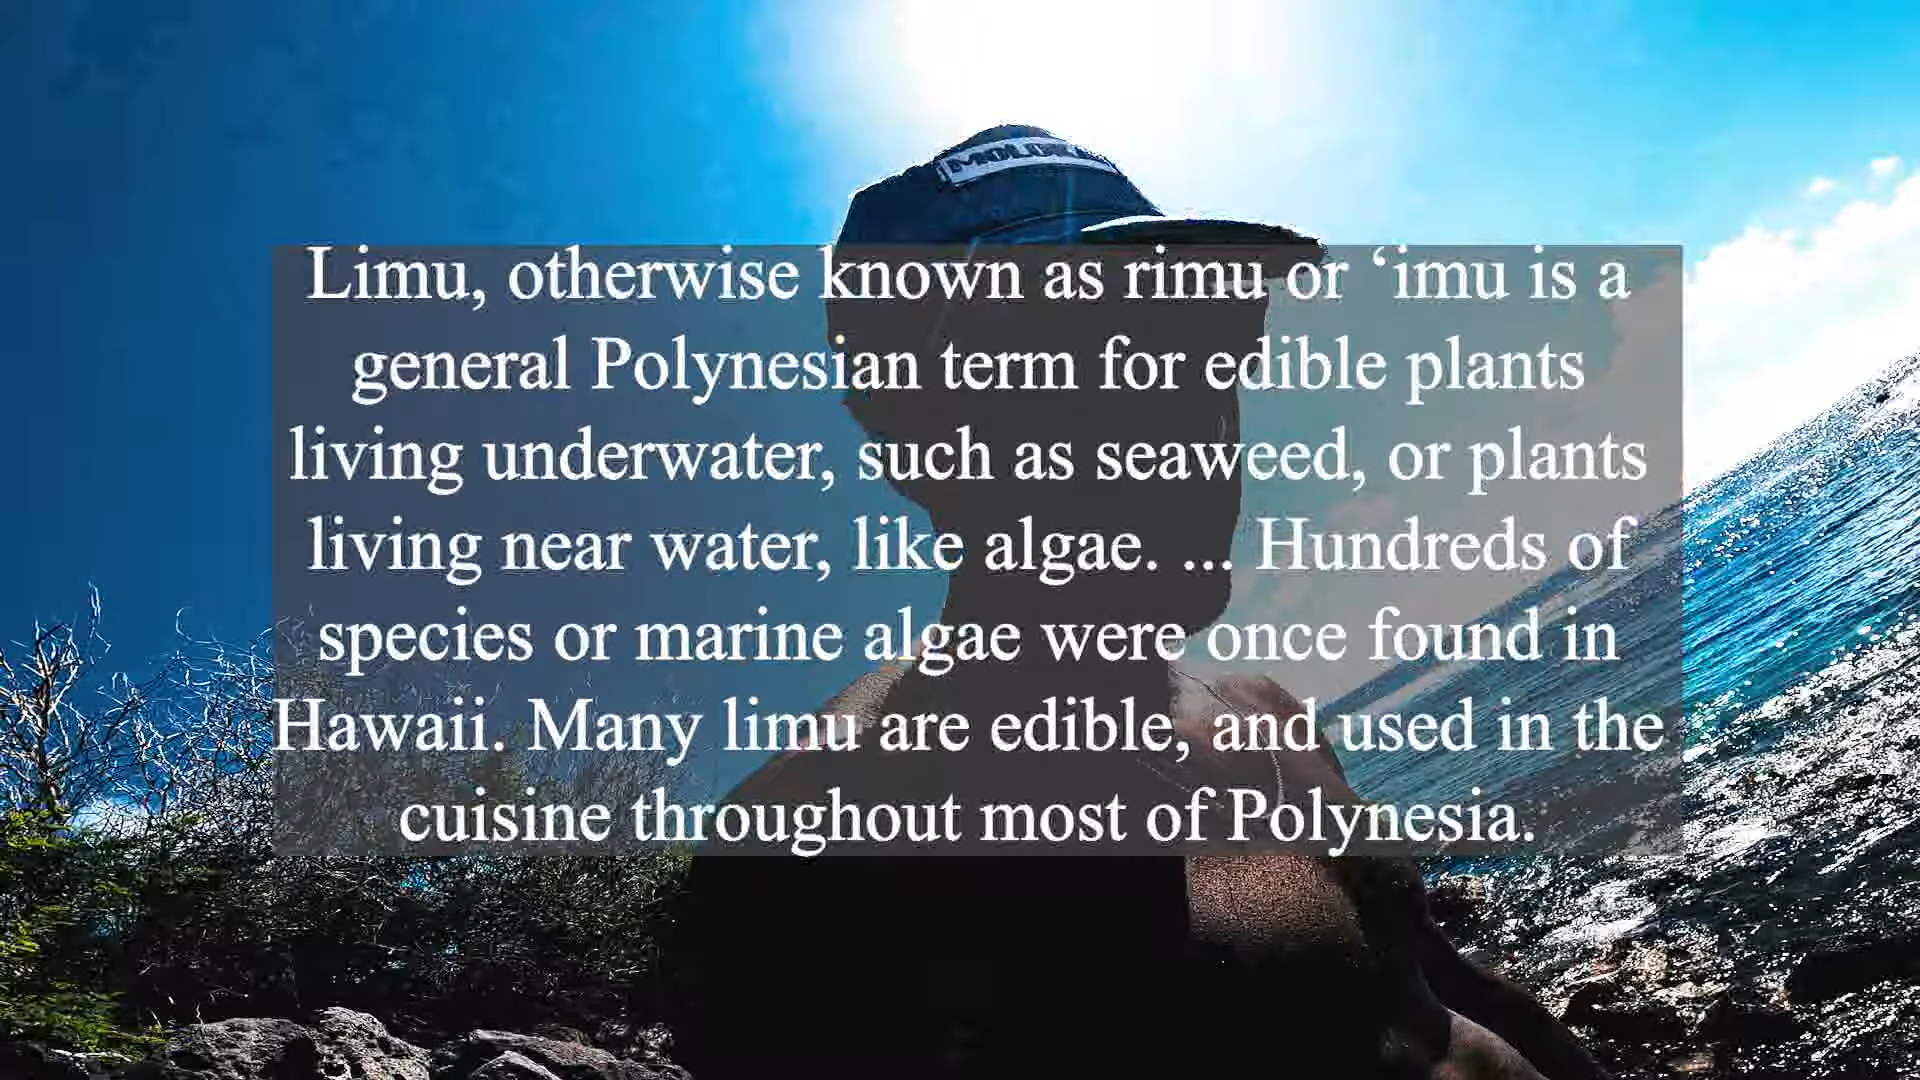 Limu, otherwise known as rimu or ‘imu is a
general Polynesian term for edible plants
living underwater, such as seaweed, or plants
living near water, like algae. ... Hundreds of
species or marine algae were once found in
Hawaii. Many limu are edible, and used in the
cuisine throughout most of Polynesia.